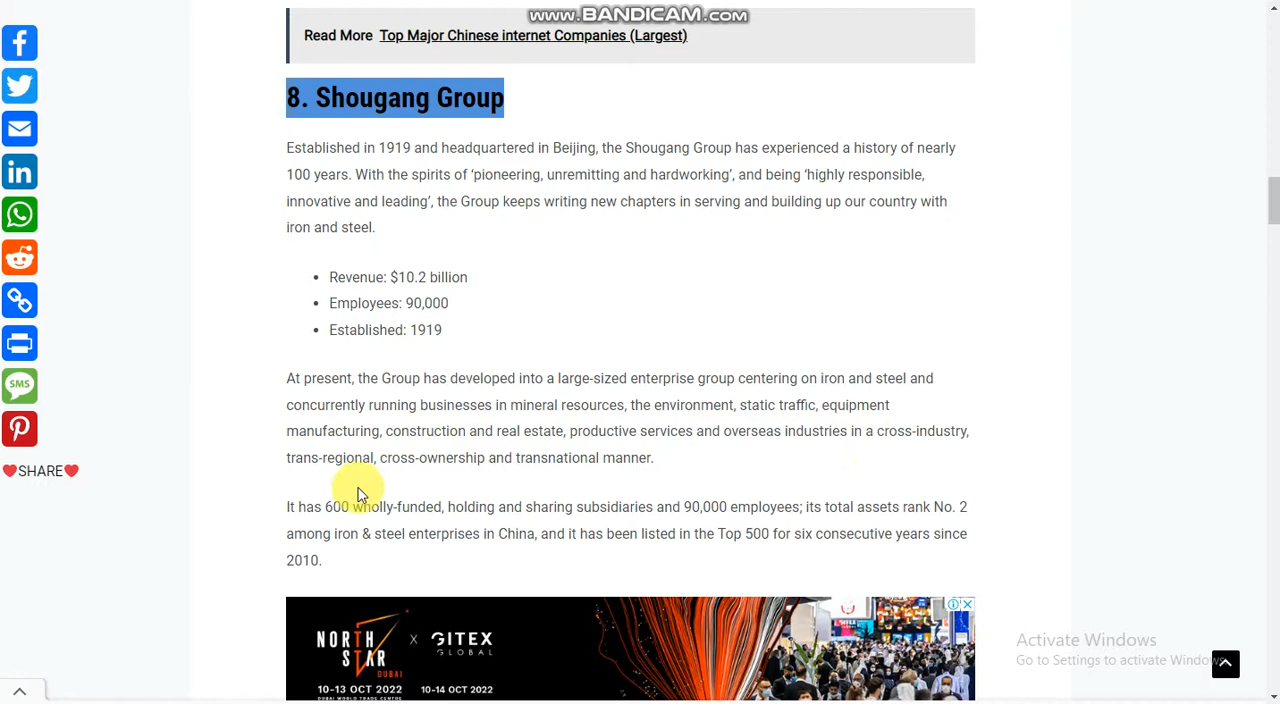 www.BANDICAM.com
Read More Top Major Chinese internet Companies (Largest)
8. Shougang Group
Established in 1919 and headquartered in Beijing, the Shougang Group has experienced a history of nearly
100 years. With the spirits of ‘pioneering, unremitting and hardworking’, and being ‘highly responsible,
innovative and leading’, the Group keeps writing new chapters in serving and building up our country with
iron and steel.
• Revenue: $10.2 billion
• Employees: 90,000
• Established: 1919
At present, the Group has developed into a large-sized enterprise group centering on iron and steel and
concurrently running businesses in mineral resources, the environment, static traffic, equipment
manufacturing, construction and real estate, productive services and overseas industries in a cross-industry,
trans-regional, cross-ownership and transnational manner.
SMS
❤SHARE❤
It has 600 wholly-funded, holding and sharing subsidiaries and 90,000 employees; its total assets rank No. 2
among iron & steel enterprises in China, and it has been listed in the Top 500 for six consecutive years since
2010.
NORTH
STAR
DUBAI
X
GITEX
GLOBAL
10-13 OCT 2022
DUBAI WORLD TRADE CENTRE
10-14 OCT 2022
Activate Windows
Go to Settings to activate Windows.